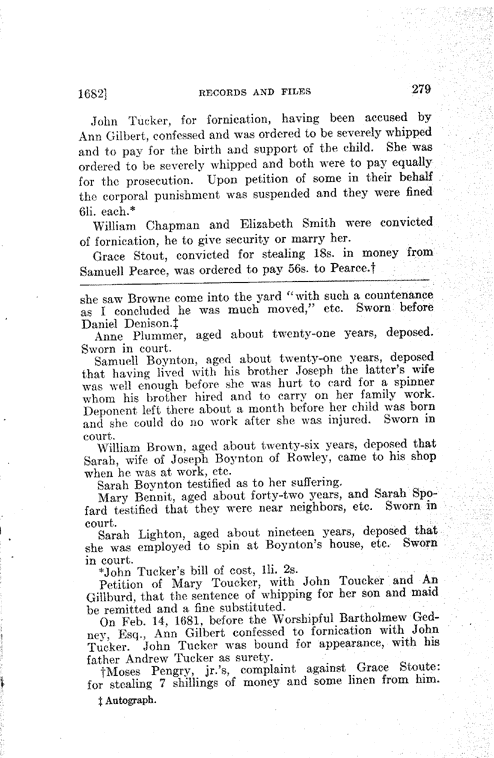 1682] RECORDS AND FILES 279
John Tucker, for fornication, having been accused by
Ann Gilbert, confessed and was ordered to be severely whipped
and to pay for the birth and support of the child. She was
ordered to be severely whipped and both were to pay equally
for the prosecution. Upon petition of some in their behalf
the corporal punishment was suspended and they were fined
6li. each.*
William Chapman and Elizabeth Smith were convicted
of fornication, he to give security or marry her.
Grace Stout, convicted for stealing 18s. in money from
Samuell Pearce, was ordered to pay 56s. to Pearce.†
she saw Browne come into the yard "with such a countenance
as I concluded he was much moved," etc. Sworn before
Daniel Denison.‡
Anne Plummer, aged about twenty-one years, deposed.
Sworn in court.
Samuell Boynton, aged about twenty-one years, deposed
that having lived with his brother Joseph the latter's wife
was well enough before she was hurt to card for a spinner
whom his brother hired and to carry on her family work.
Deponent left there about a month before her child was born
and she could do no work after she was injured. Sworn in
court.
William Brown, aged about twenty-six years, deposed that
Sarah, wife of Joseph Boynton of Rowley, came to his shop
when he was at work, etc.
Sarah Boynton testified as to her suffering.
Mary Bennit, aged about forty-two years, and Sarah Spo-
fard testified that they were near neighbors, etc. Sworn in
court.
Sarah Lighton, aged about nineteen years, deposed that
she was employed to spin at Boynton's house, etc. Sworn
in court.
*John Tucker's bill of cost, 1li. 2s.
Petition of Mary Toucker, with John Toucker and An
Gillburd, that the sentence of whipping for her son and maid
be remitted and a fine substituted.
On Feb. 14, 1681, before the Worshipful Bartholmew Ged-
ney, Esq., Ann Gilbert confessed to fornication with John
Tucker. John Tucker was bound for appearance, with his
father Andrew Tucker as surety.
†Moses Pengry, jr.'s, complaint against Grace Stoute:
for stealing 7 shillings of money and some linen from him.
‡ Autograph.